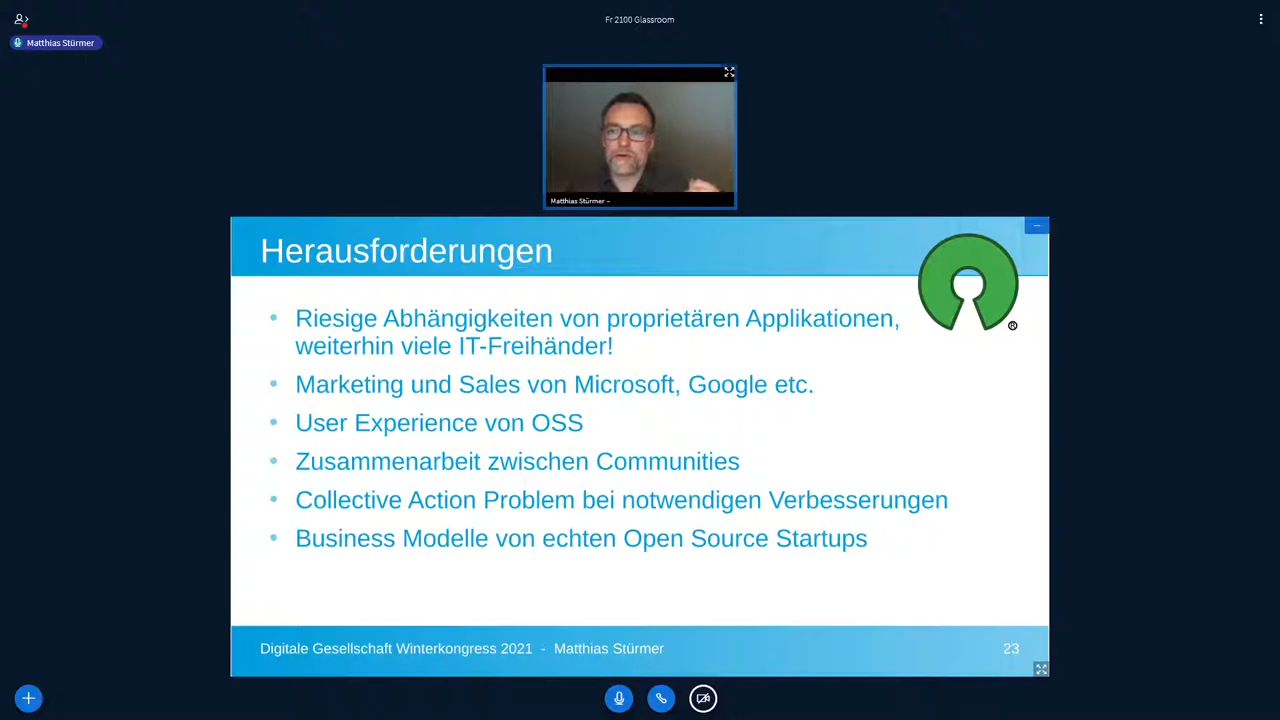 Fr 2100 Glassroom
Matthias Stürmer
Matthias Stürmer –
Herausforderungen
®
• Riesige Abhängigkeiten von proprietären Applikationen,
weiterhin viele IT-Freihänder!
• Marketing und Sales von Microsoft, Google etc.
• User Experience von OSS
• Zusammenarbeit zwischen Communities
• Collective Action Problem bei notwendigen Verbesserungen
• Business Modelle von echten Open Source Startups
Digitale Gesellschaft Winterkongress 2021 - Matthias Stürmer 23